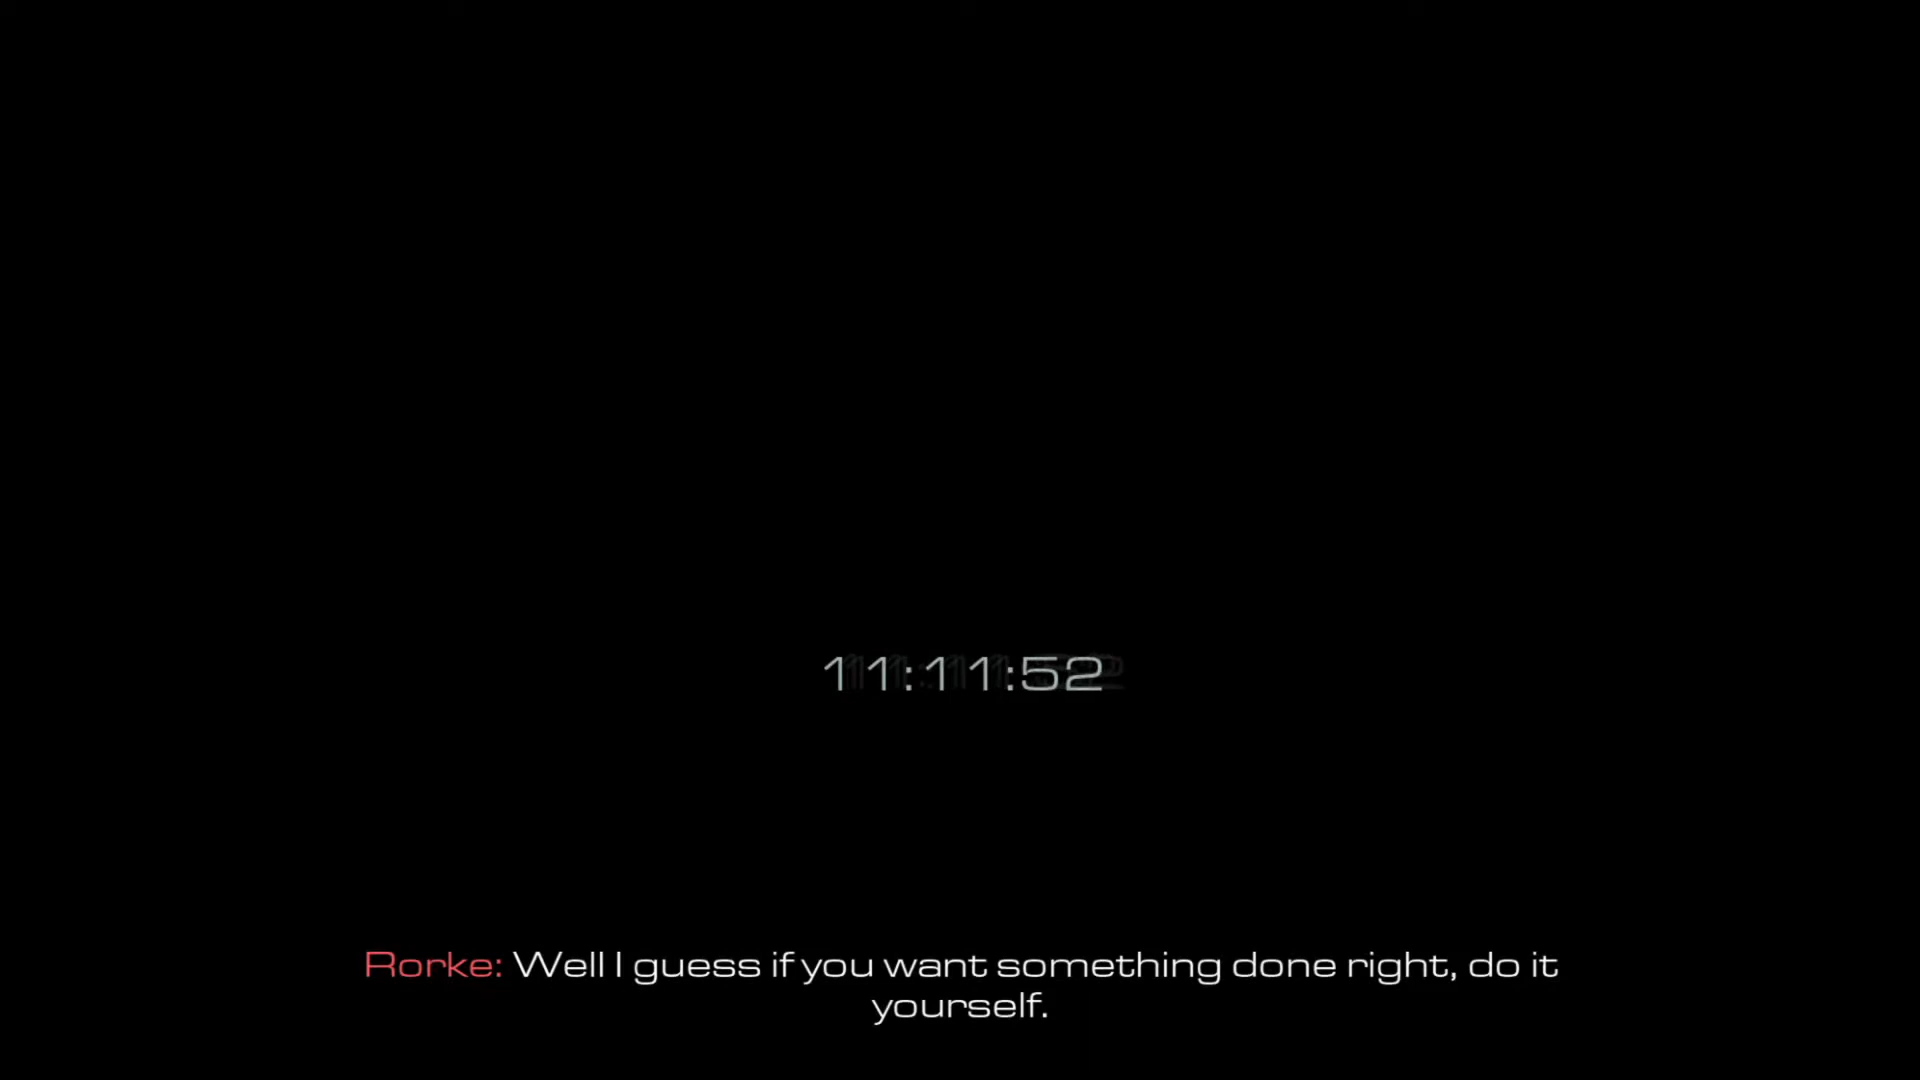 11:11:52
Rorke: Well I guess if you want something done right, do it
yourself.